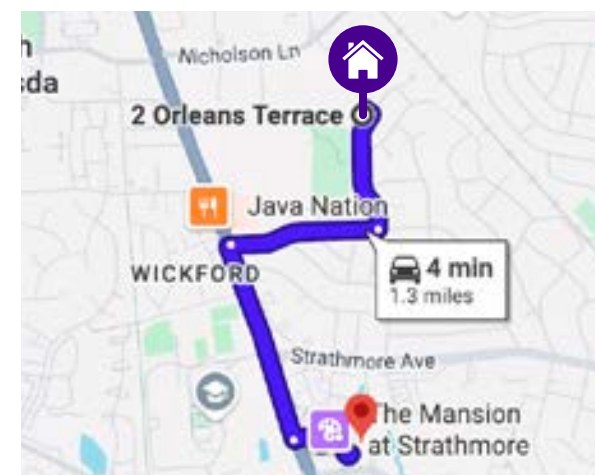 h
Nicholson Ln
da
2 Orleans Terrace
Java Nation
WICKFORD
4 min
1.3 miles
Strathmore Ave
The Mansion
at Strathmore